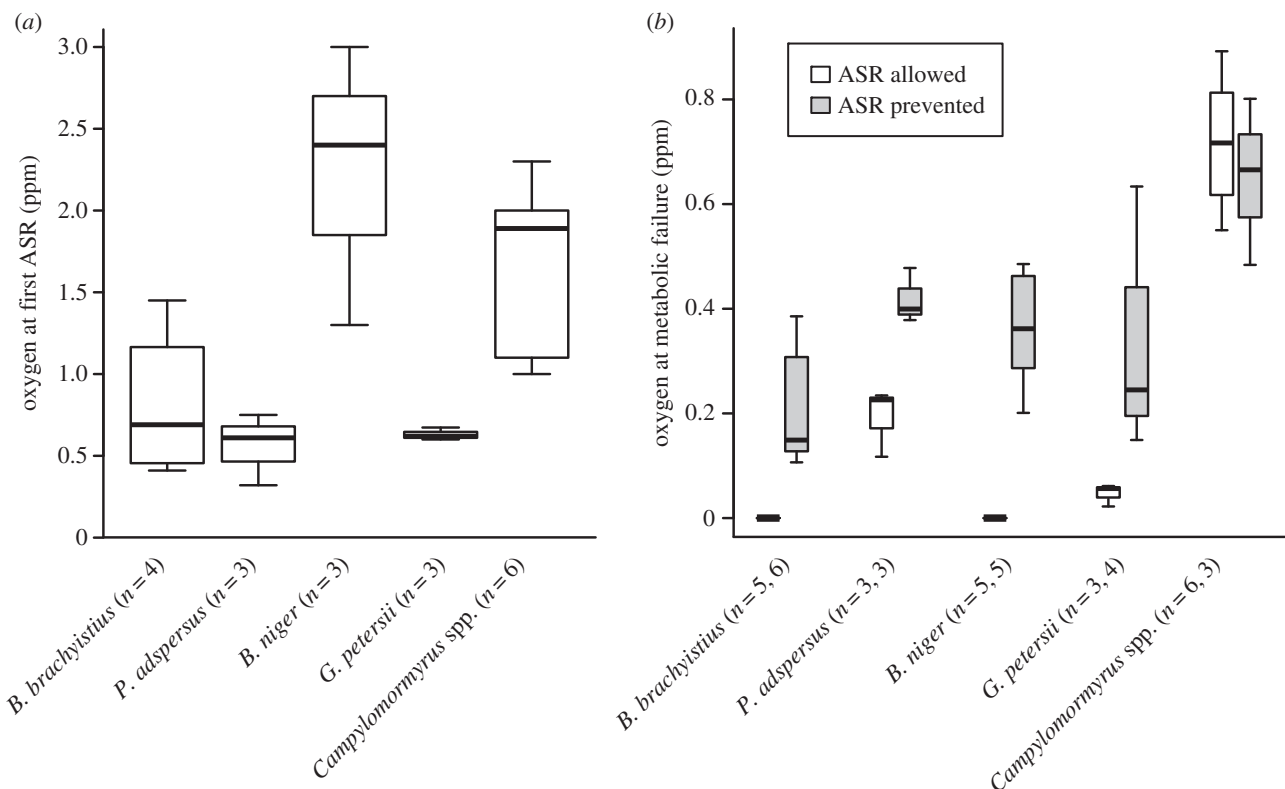 (a)
oxygen at first ASR (ppm)
3.0
2.5
2.0
1.5
1.0
0.5
0
B. brachyistius (n = 4)
P. adspersus (n = 3)
B. niger (n = 3)
G. petersii (n = 3)
Campylomormyrus spp. (n = 6)
(b)
oxygen at metabolic failure (ppm)
0.8
0.6
0.4
0.2
0
ASR allowed
ASR prevented
B. brachyistius (n = 5, 6)
P. adspersus (n = 3, 3)
B. niger (n = 5, 5)
G. petersii (n = 3, 4)
Campylomormyrus spp. (n = 6, 3)